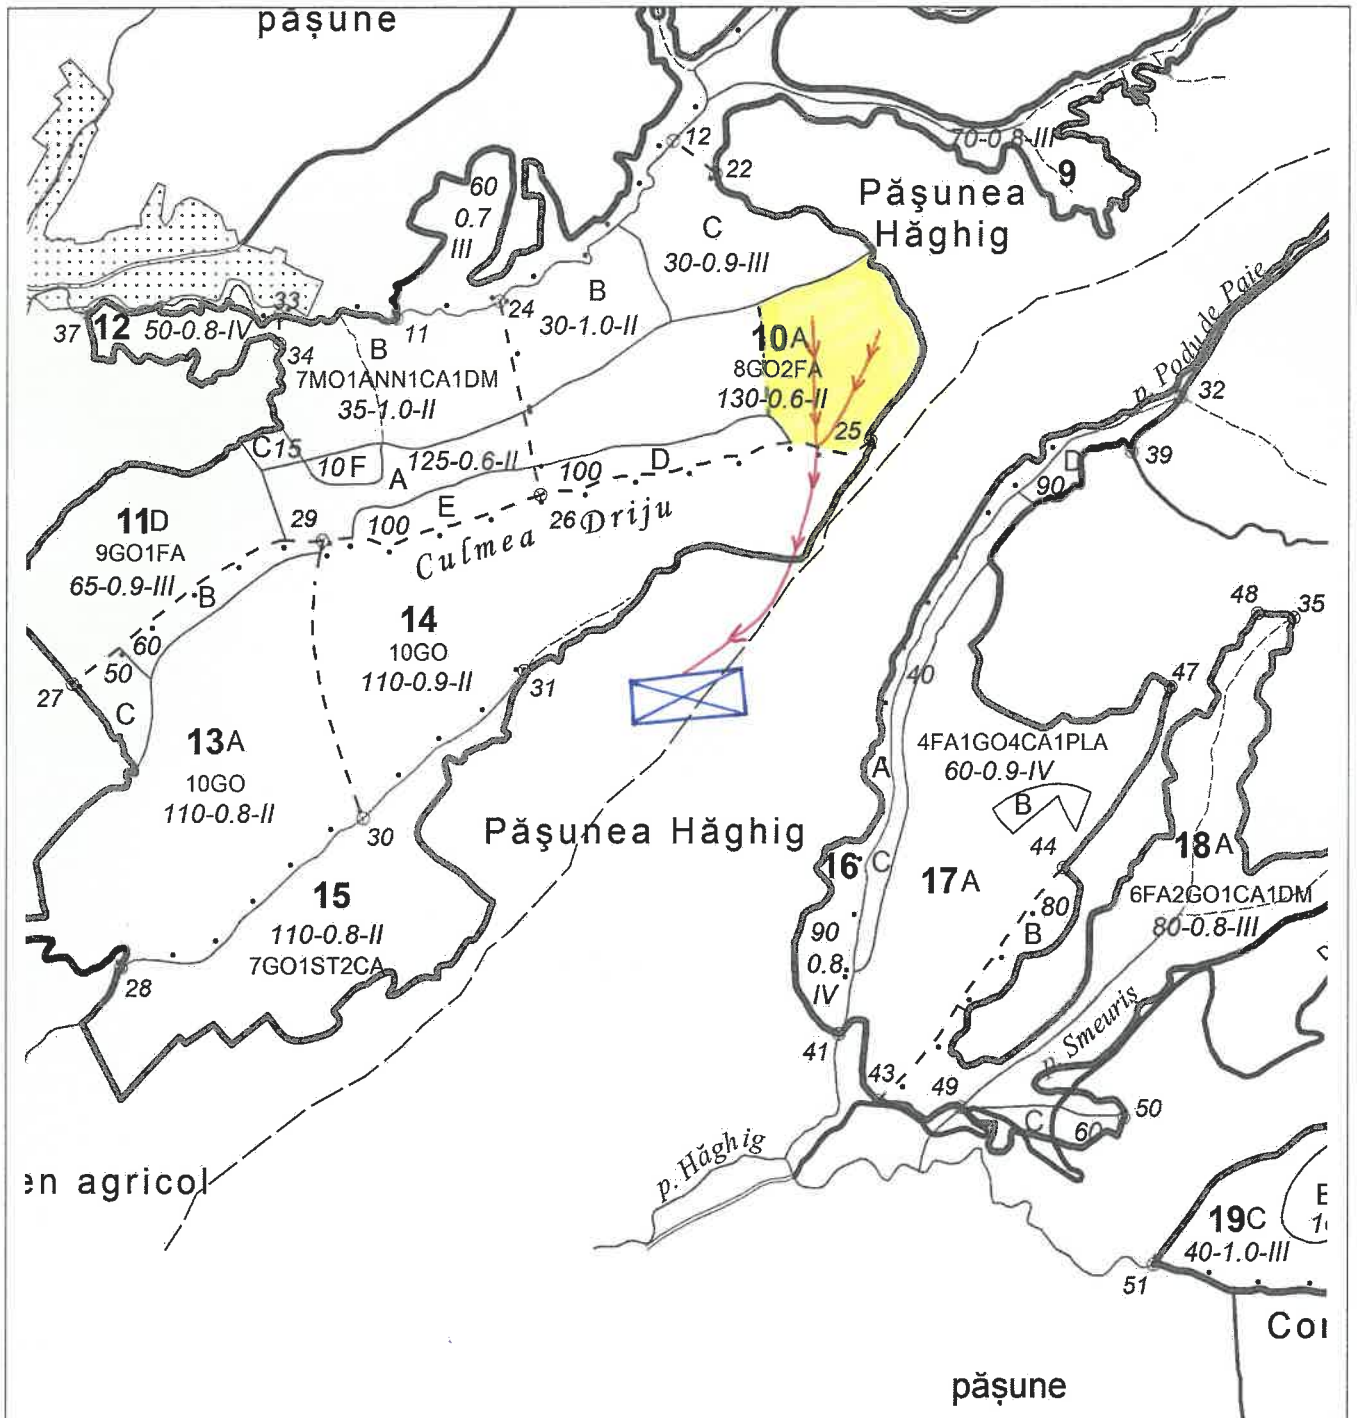 pășune
12
22
70-0.8-III
9
60
0.7
III
Pășunea
Hăghig
C
30-0.9-III
24
B
30-1.0-II
p. Podu de Paie
33
37
12
50-0.8-IV
11
34
B
7MO1ANN1CA1DM
35-1.0-II
10A
8GO2FA
130-0.6-II
25
32
39
C15
10F
A
125-0.6-II
100
D
D
90
29
100
E
26
Culmea Driju
11D
9GO1FA
65-0.9-III
B
60
50
27
C
14
10GO
110-0.9-II
31
48
35
40
47
13A
10GO
110-0.8-II
4FA1GO4CA1PLA
60-0.9-IV
A
B
30
Pășunea Hăghig
16
C
44
18A
17A
15
110-0.8-II
7GO1ST2CA
6FA2GO1CA1DM
80-0.8-III
80
B
90
0.8
IV
28
p. Smeuriș
41
43
49
50
C
60
p. Hăghig
en agricol
19C
40-1.0-III
51
pășune